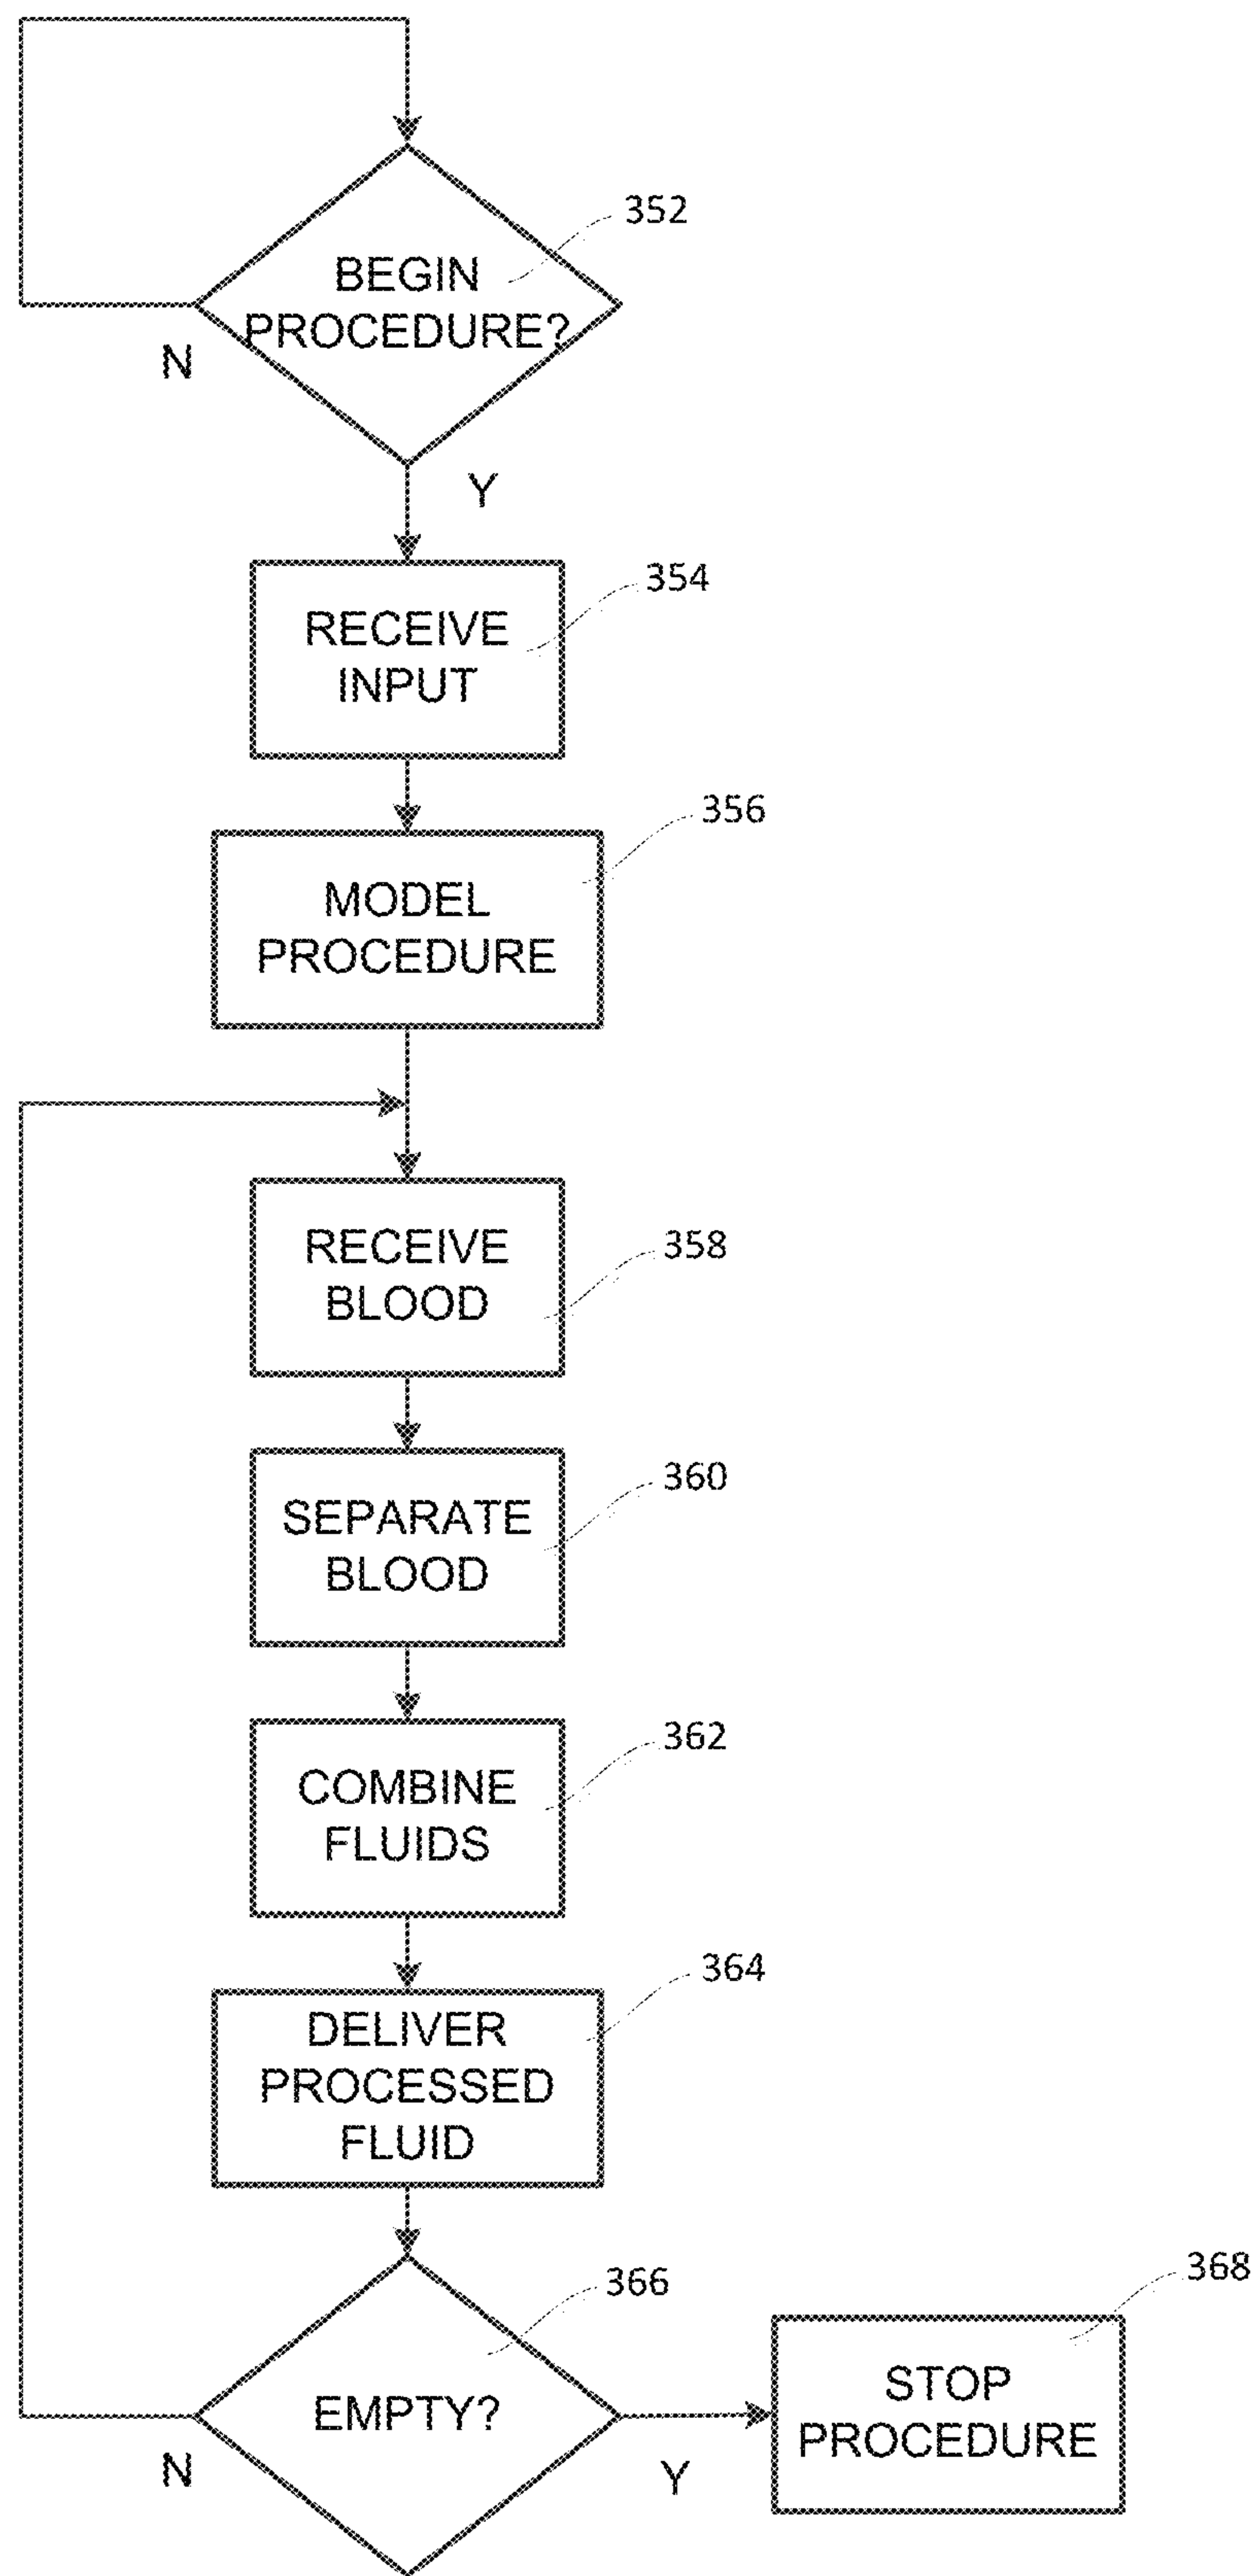 352
BEGIN
PROCEDURE?
N
Y
354
RECEIVE
INPUT
356
MODEL
PROCEDURE
358
RECEIVE
BLOOD
360
SEPARATE
BLOOD
362
COMBINE
FLUIDS
364
DELIVER
PROCESSED
FLUID
366
EMPTY?
N
Y
368
STOP
PROCEDURE